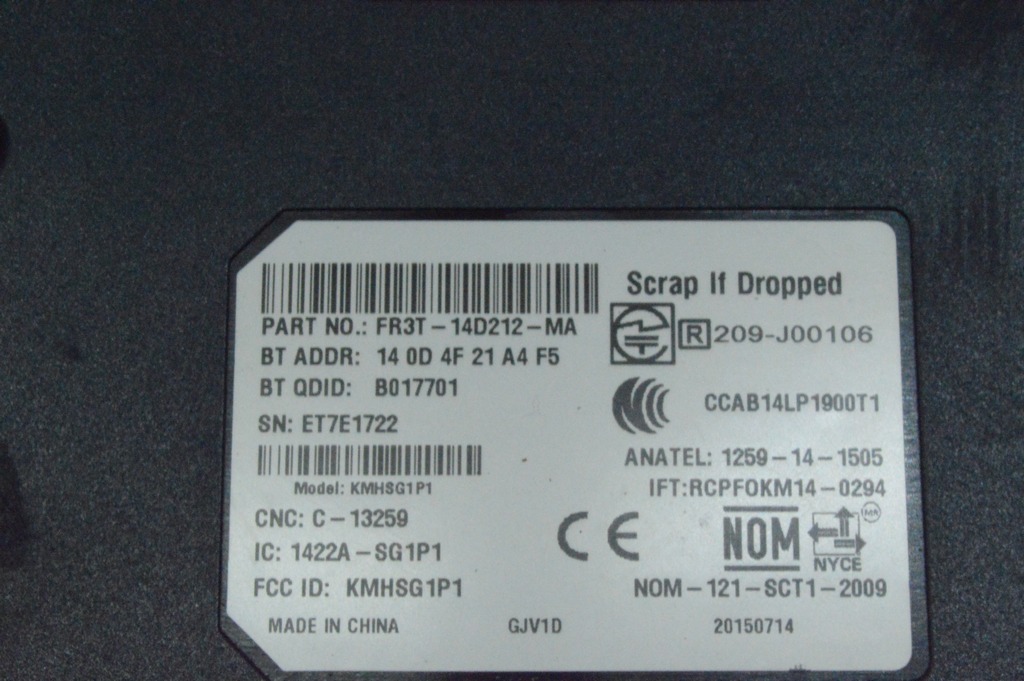 PART NO.: FR3T-14D212-MA
BT ADDR: 14 0D 4F 21 A4 F5
BT QDID: B017701
SN: ET7E1722
Model: KMHSG1P1
CNC: C-13259
IC: 1422A-SG1P1
FCC ID: KMHSG1P1
MADE IN CHINA
GJV1D
Scrap If Dropped
R 209-J00106
CCAB14LP1900T1
ANATEL: 1259-14-1505
IFT:RCPFOKM14-0294
CE NOM
NYCE
NOM-121-SCT1-2009
20150714